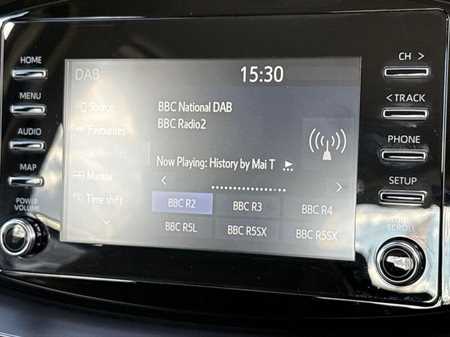 HOME
MENU
AUDIO
MAP
POWER
VOLUME
DAB
15:30
Source
Favourites
Manual
Time shift
BBC National DAB
BBC Radio2
Now Playing: History by Mai T
BBC R2
BBC R3
BBC R4
BBC R5L
BBC R5SX
BBC R5SX
CH >
< TRACK
PHONE
SETUP
SCROLL